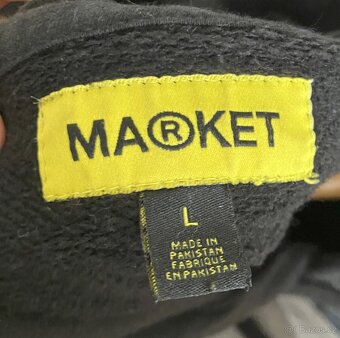 MA®KET
L
MADE IN
PAKISTAN
FABRIQUE
EN PAKISTAN